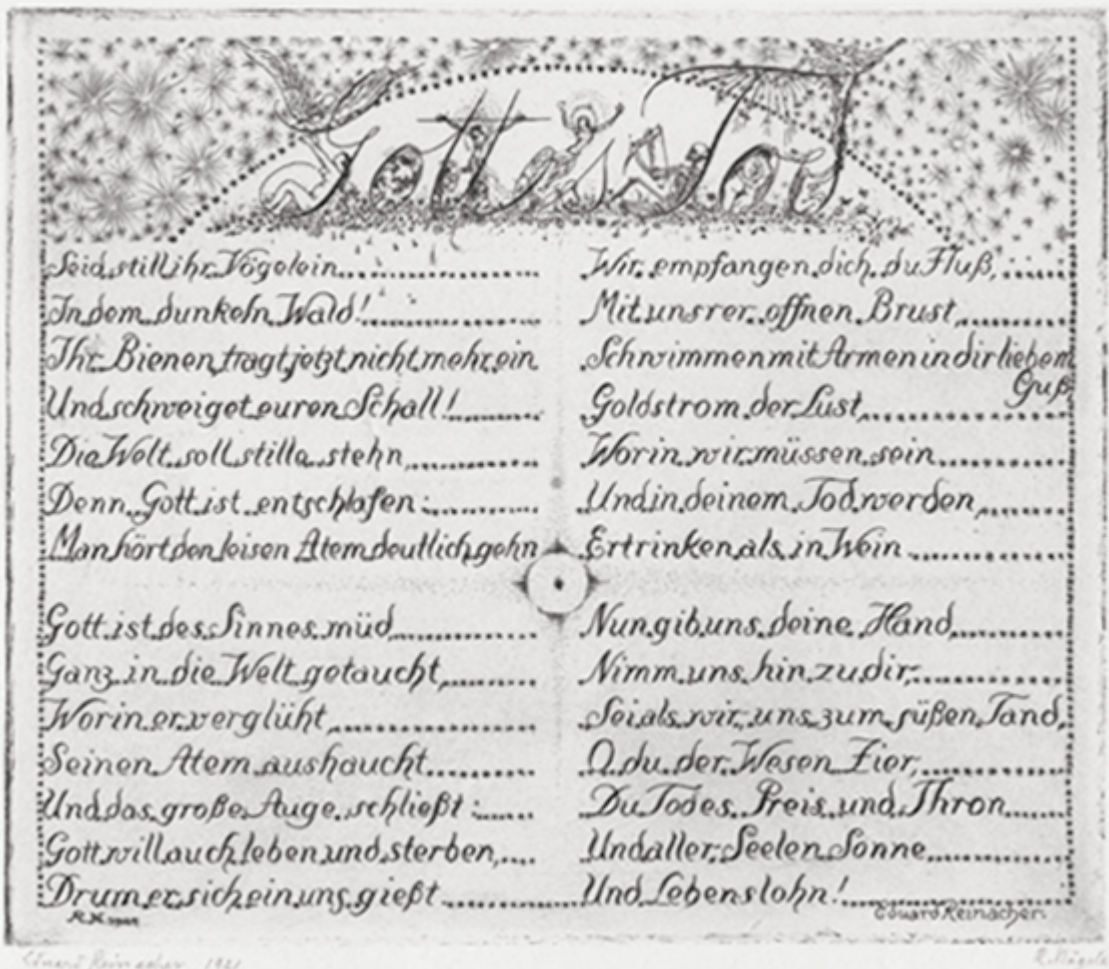 Gottes Tod
Seid still ihr Vögelein
In dem dunkeln Wald!
Ihr Bienen tragt jetzt nicht mehr ein
Und schweiget euren Schall!
Die Welt soll stille stehn,
Denn Gott ist entschlafen:
Man hört den leisen Atem deutlich gehn
Gott ist des Sinnes müd,
Ganz in die Welt getaucht,
Worin er verglüht,
Seinen Atem aushaucht
Und das große Auge schließt:
Gott will auch leben und sterben,
Drum er sich ein uns gießt
Wir empfangen dich, du Fluß,
Mit unsrer offnen Brust,
Schwimmen mit Armen in dir liebem
Guß,
Goldstrom der Lust,
Worin wir müssen sein
Und in deinem Tod werden,
Ertrinken als in Wein
Nun gib uns deine Hand,
Nimm uns hin zu dir,
Sei als wir uns zum süßen Tand,
O du der Wesen Zier,
Du Todes Preis und Thron
Und aller Seelen Sonne
Und Lebenslohn!
Eduard Reinacher.
Eduard Reinacher 1921
R. Nägele